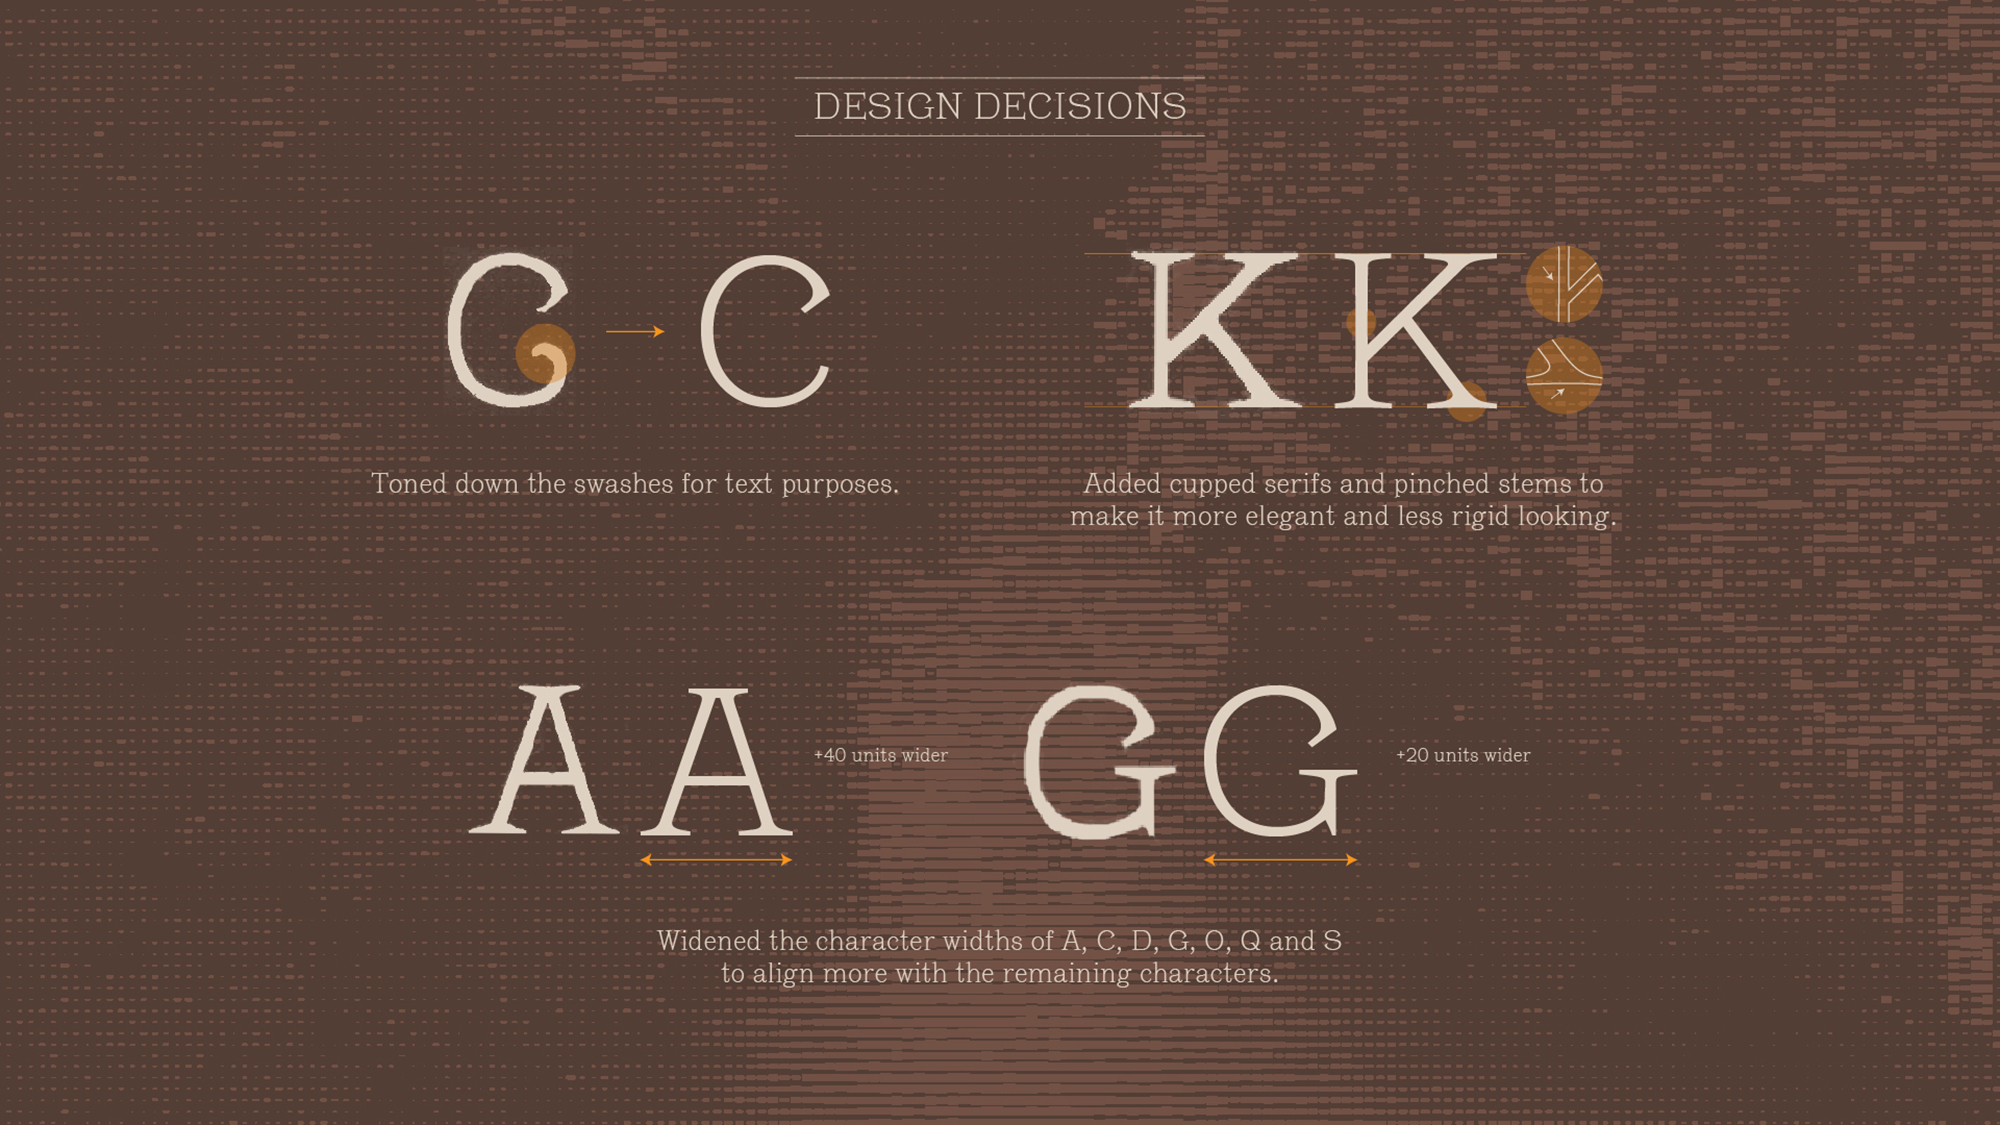 DESIGN DECISIONS
C C
K K
Toned down the swashes for text purposes.
Added cupped serifs and pinched stems to
make it more elegant and less rigid looking.
A A +40 units wider
G G +20 units wider
Widened the character widths of A, C, D, G, O, Q and S
to align more with the remaining characters.